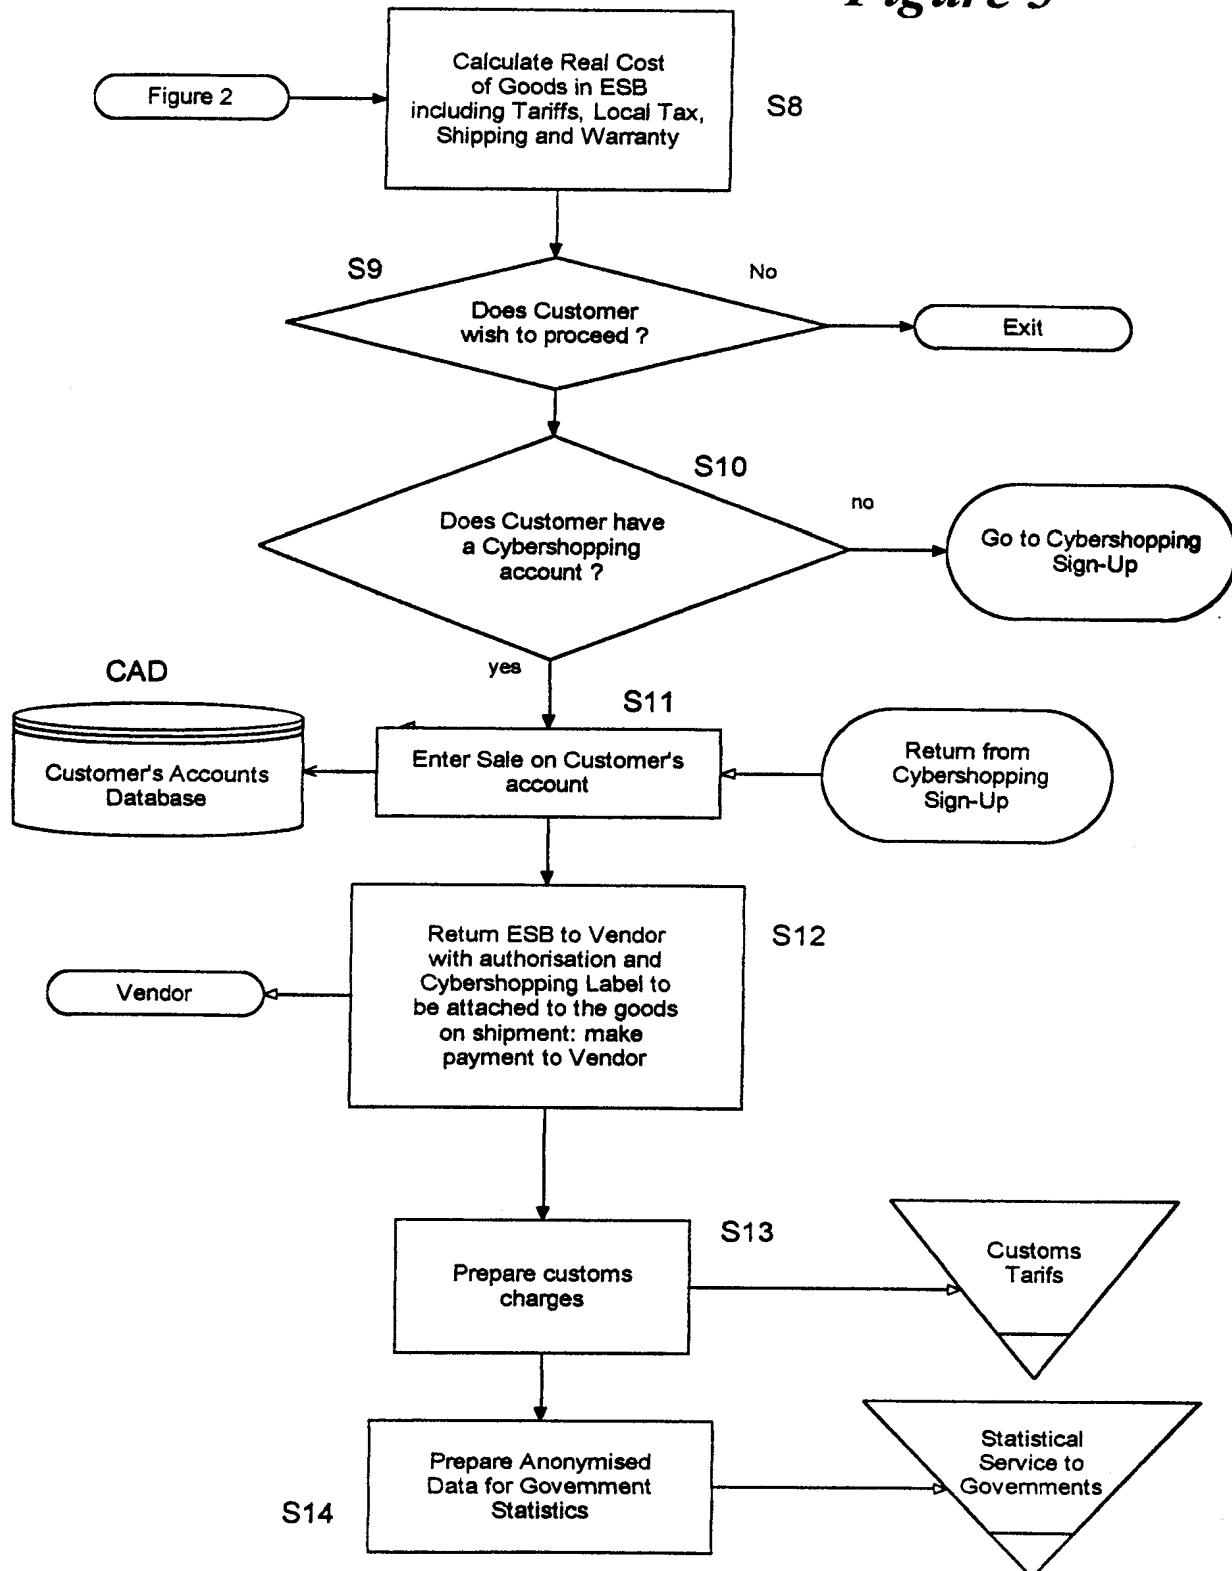 Figure 3
Calculate Real Cost
of Goods in ESB
including Tariffs, Local Tax,
Shipping and Warranty
Figure 2
S8
S9
No
Does Customer
wish to proceed ?
Exit
S10
no
Does Customer have
a Cybershopping
account ?
Go to Cybershopping
Sign-Up
yes
CAD
S11
Customer's Accounts
Database
Enter Sale on Customer's
account
Return from
Cybershopping
Sign-Up
S12
Return ESB to Vendor
with authorisation and
Cybershopping Label to
be attached to the goods
on shipment: make
payment to Vendor
Vendor
S13
Prepare customs
charges
Customs
Tarifs
Prepare Anonymised
Data for Government
Statistics
S14
Statistical
Service to
Governments